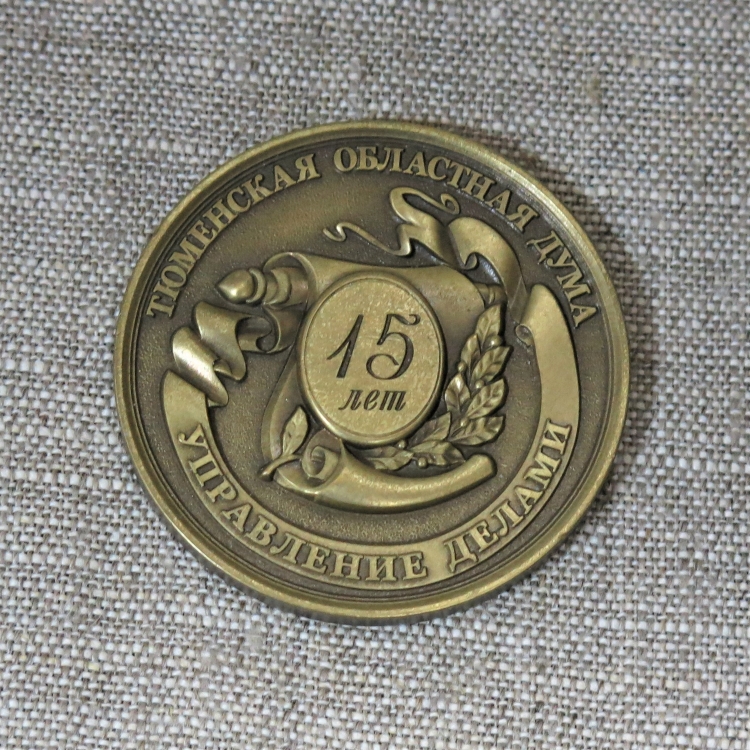 ТЮМЕНСКАЯ ОБЛАСТНАЯ ДУМА
15
лет
УПРАВЛЕНИЕ ДЕЛАМИ